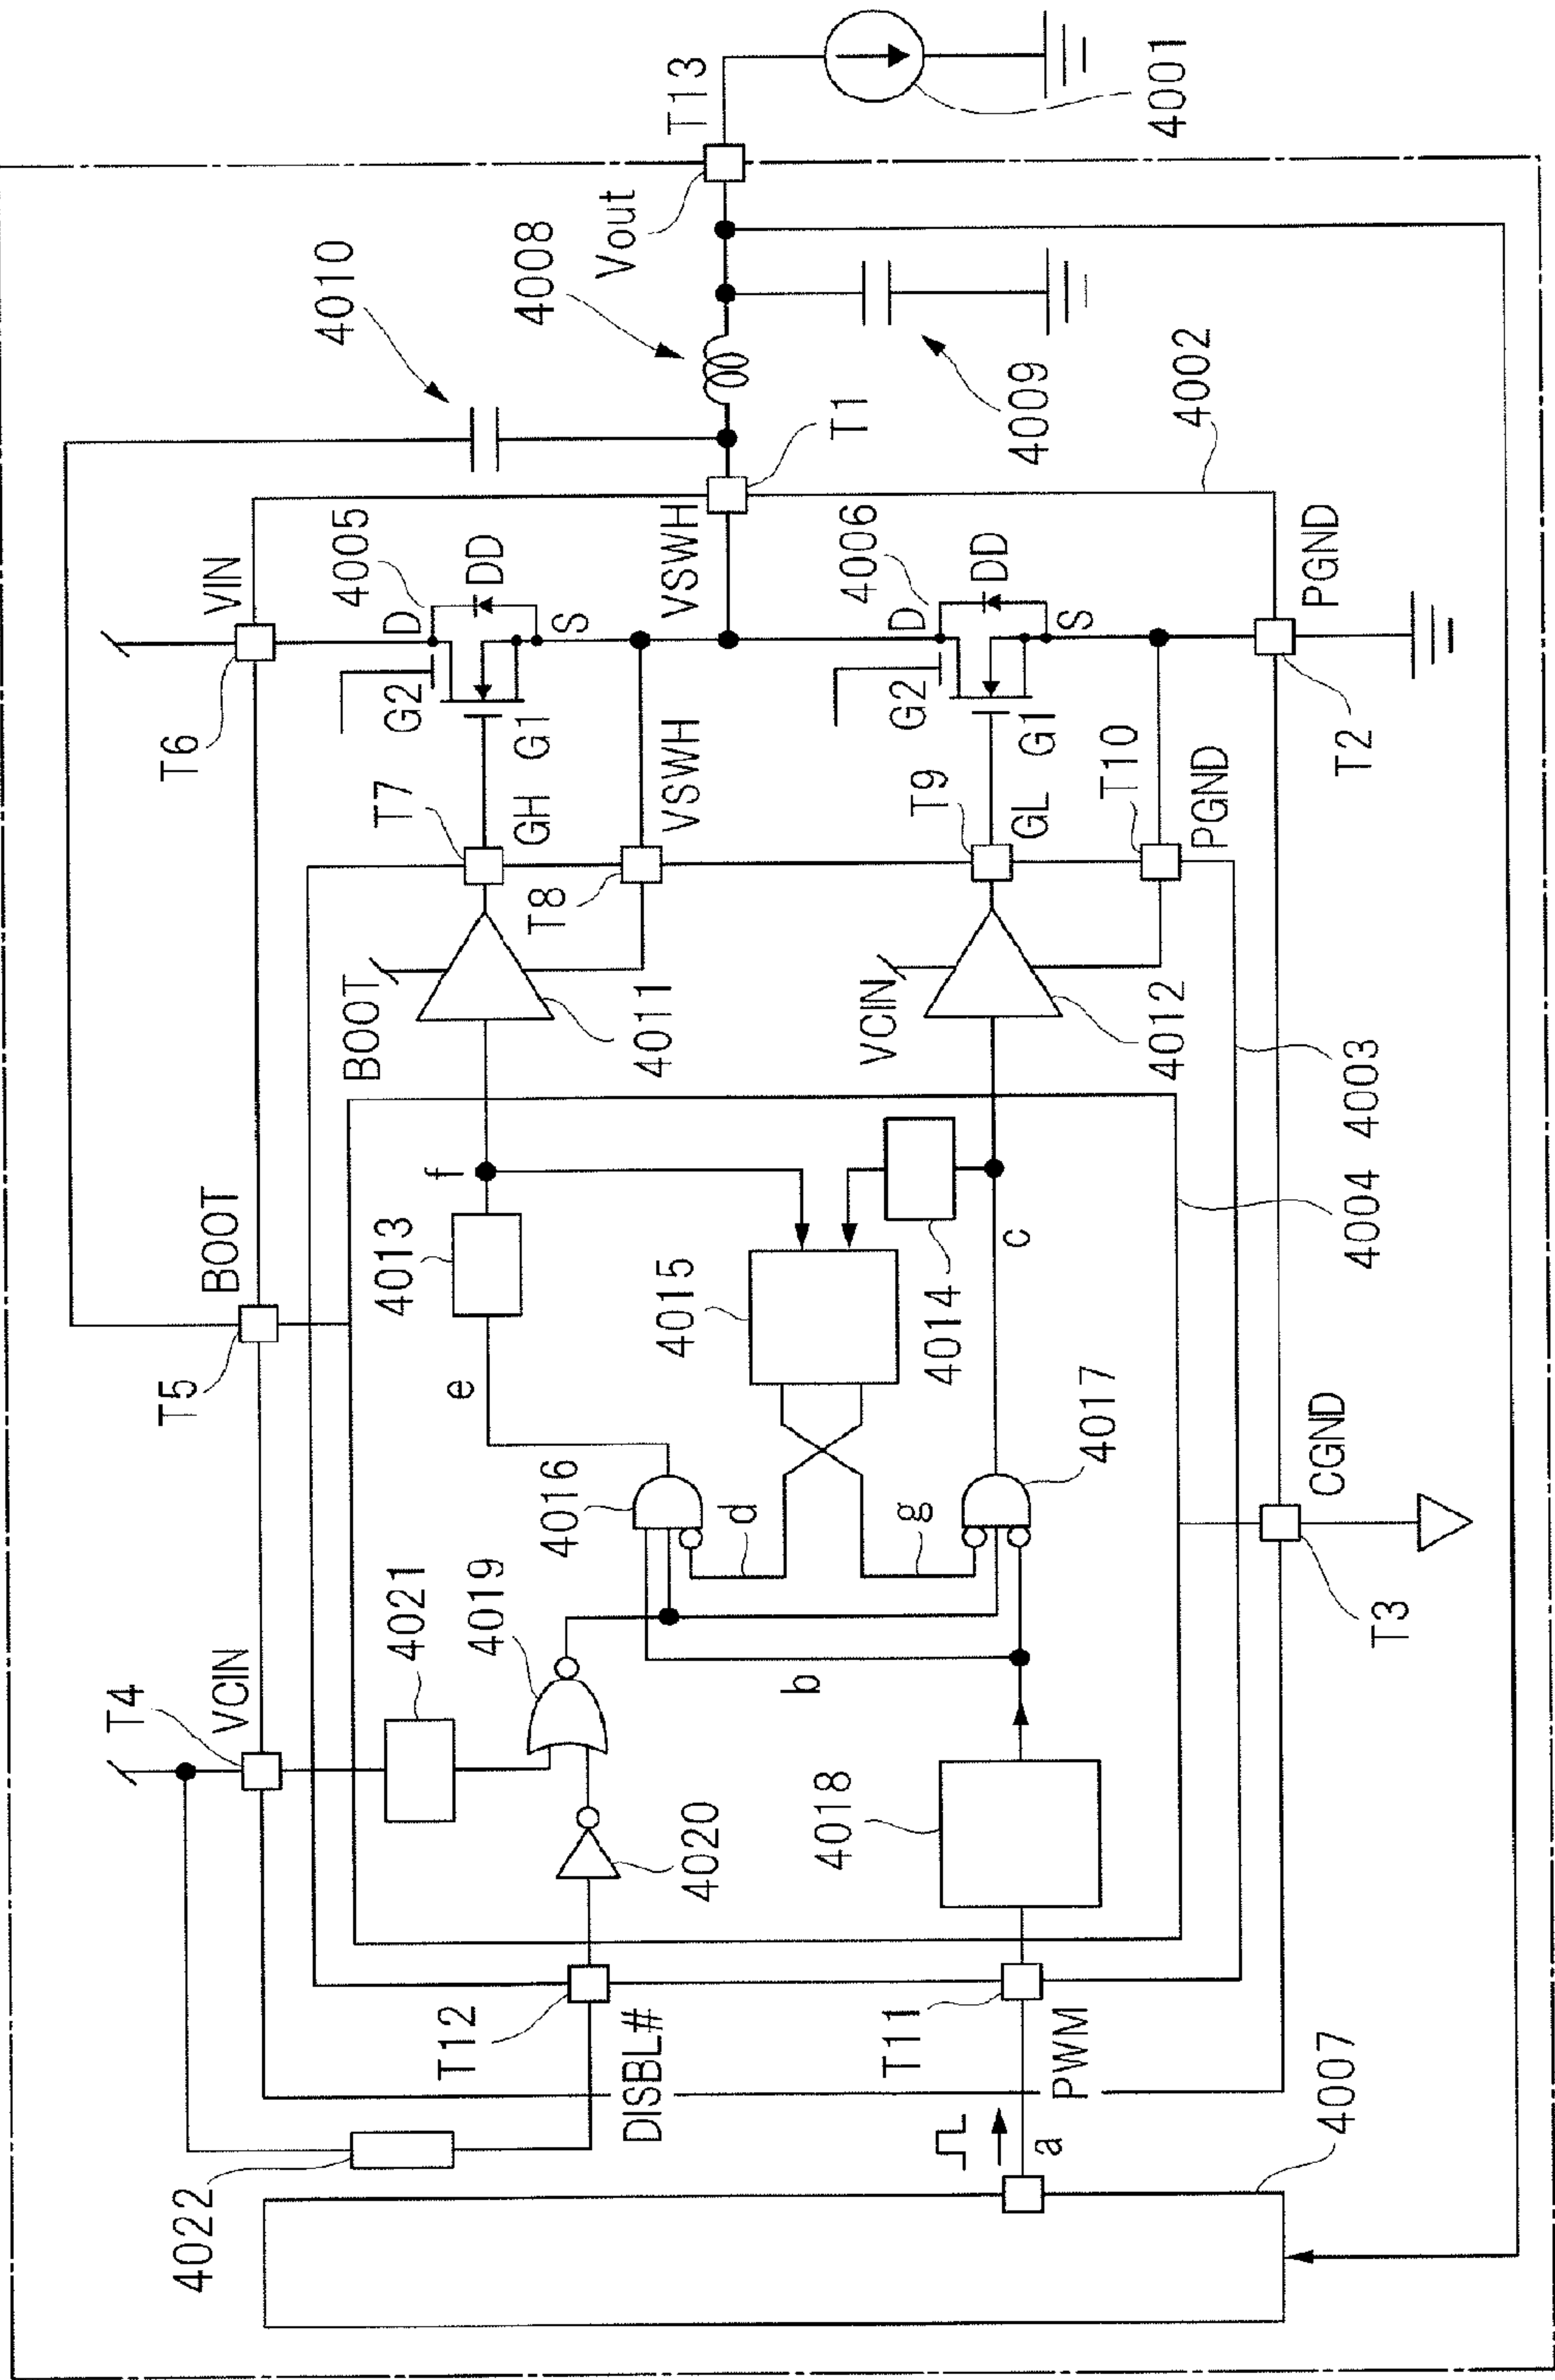 4022
T4
VCIN
4021
4019
T5
BOOT
4010
T6
VIN
T12
DISBL#
4020
4016
e
4013
f
BOOT
4011
T7
GH
G1
G2
D
4005
DD
S
T8
VSWH
VSWH
Vout
4008
T13
b
d
g
4015
4014
T1
4009
4001
a
PWM
T11
4018
4017
c
VCIN
4012
T9
GL
G1
G2
D
4006
DD
S
T10
PGND
4007
T3
CGND
4004
4003
T2
PGND
4002